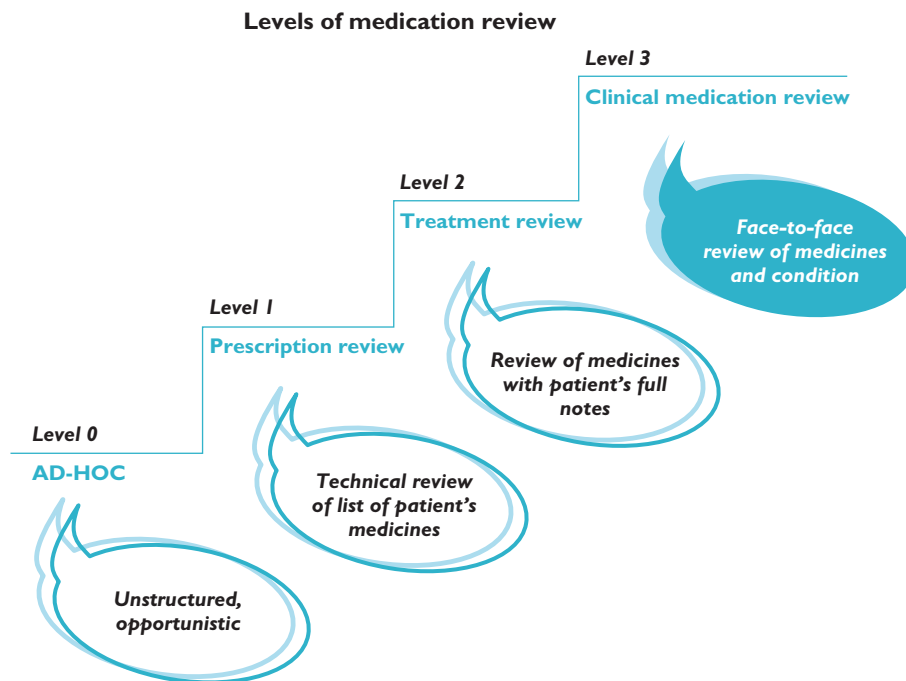 Levels of medication review
Level 3
Clinical medication review
Face-to-face
review of medicines
and condition
Level 2
Treatment review
Review of medicines
with patient's full
notes
Level 1
Prescription review
Technical review
of list of patient's
medicines
Level 0
AD-HOC
Unstructured,
opportunistic